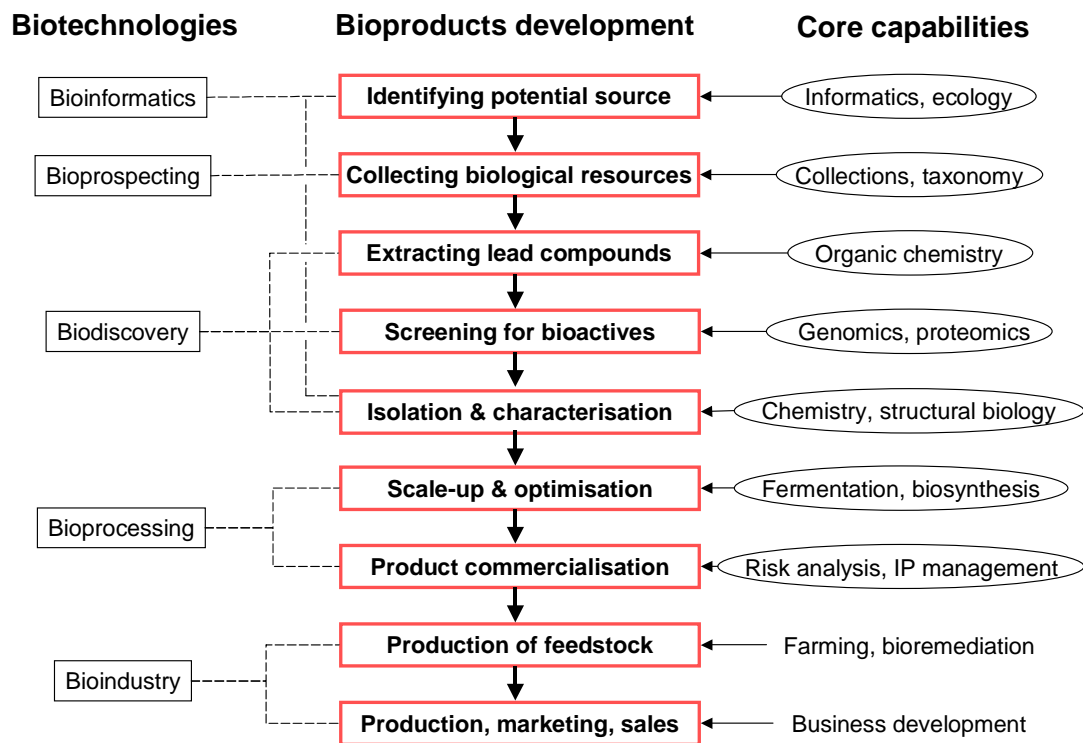 Biotechnologies
Bioproducts development
Core capabilities
Bioinformatics
Identifying potential source
Informatics, ecology
Bioprospecting
Collecting biological resources
Collections, taxonomy
Extracting lead compounds
Organic chemistry
Biodiscovery
Screening for bioactives
Genomics, proteomics
Isolation & characterisation
Chemistry, structural biology
Scale-up & optimisation
Fermentation, biosynthesis
Bioprocessing
Product commercialisation
Risk analysis, IP management
Production of feedstock
Farming, bioremediation
Bioindustry
Production, marketing, sales
Business development